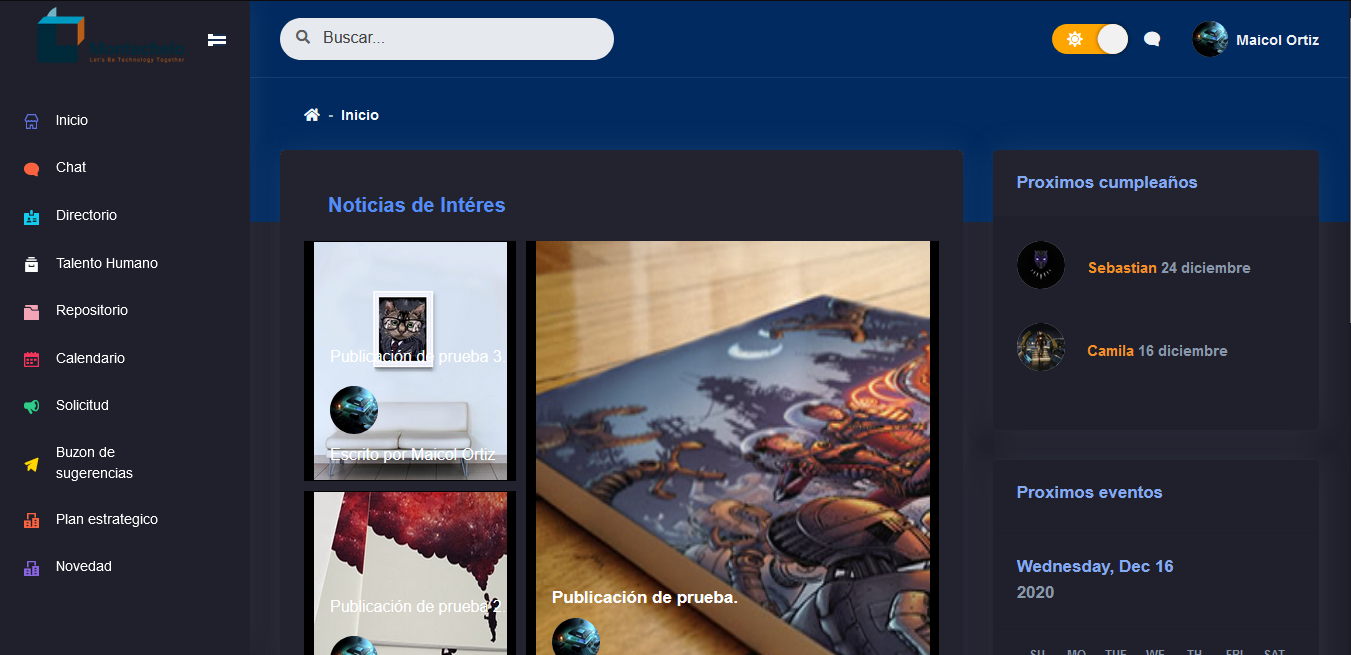 Let's Be Technology Together
Buscar...
Maicol Ortiz
Inicio
Chat
Directorio
Talento Humano
Repositorio
Calendario
Solicitud
Buzon de
sugerencias
Plan estrategico
Novedad
- Inicio
Noticias de Intéres
Publicación de prueba 3.
Escrito por Maicol Ortiz
Publicación de prueba 2.
Publicación de prueba.
Proximos cumpleaños
Sebastian 24 diciembre
Camila 16 diciembre
Proximos eventos
Wednesday, Dec 16
2020
SU MO TUE WE TH FRI SAT